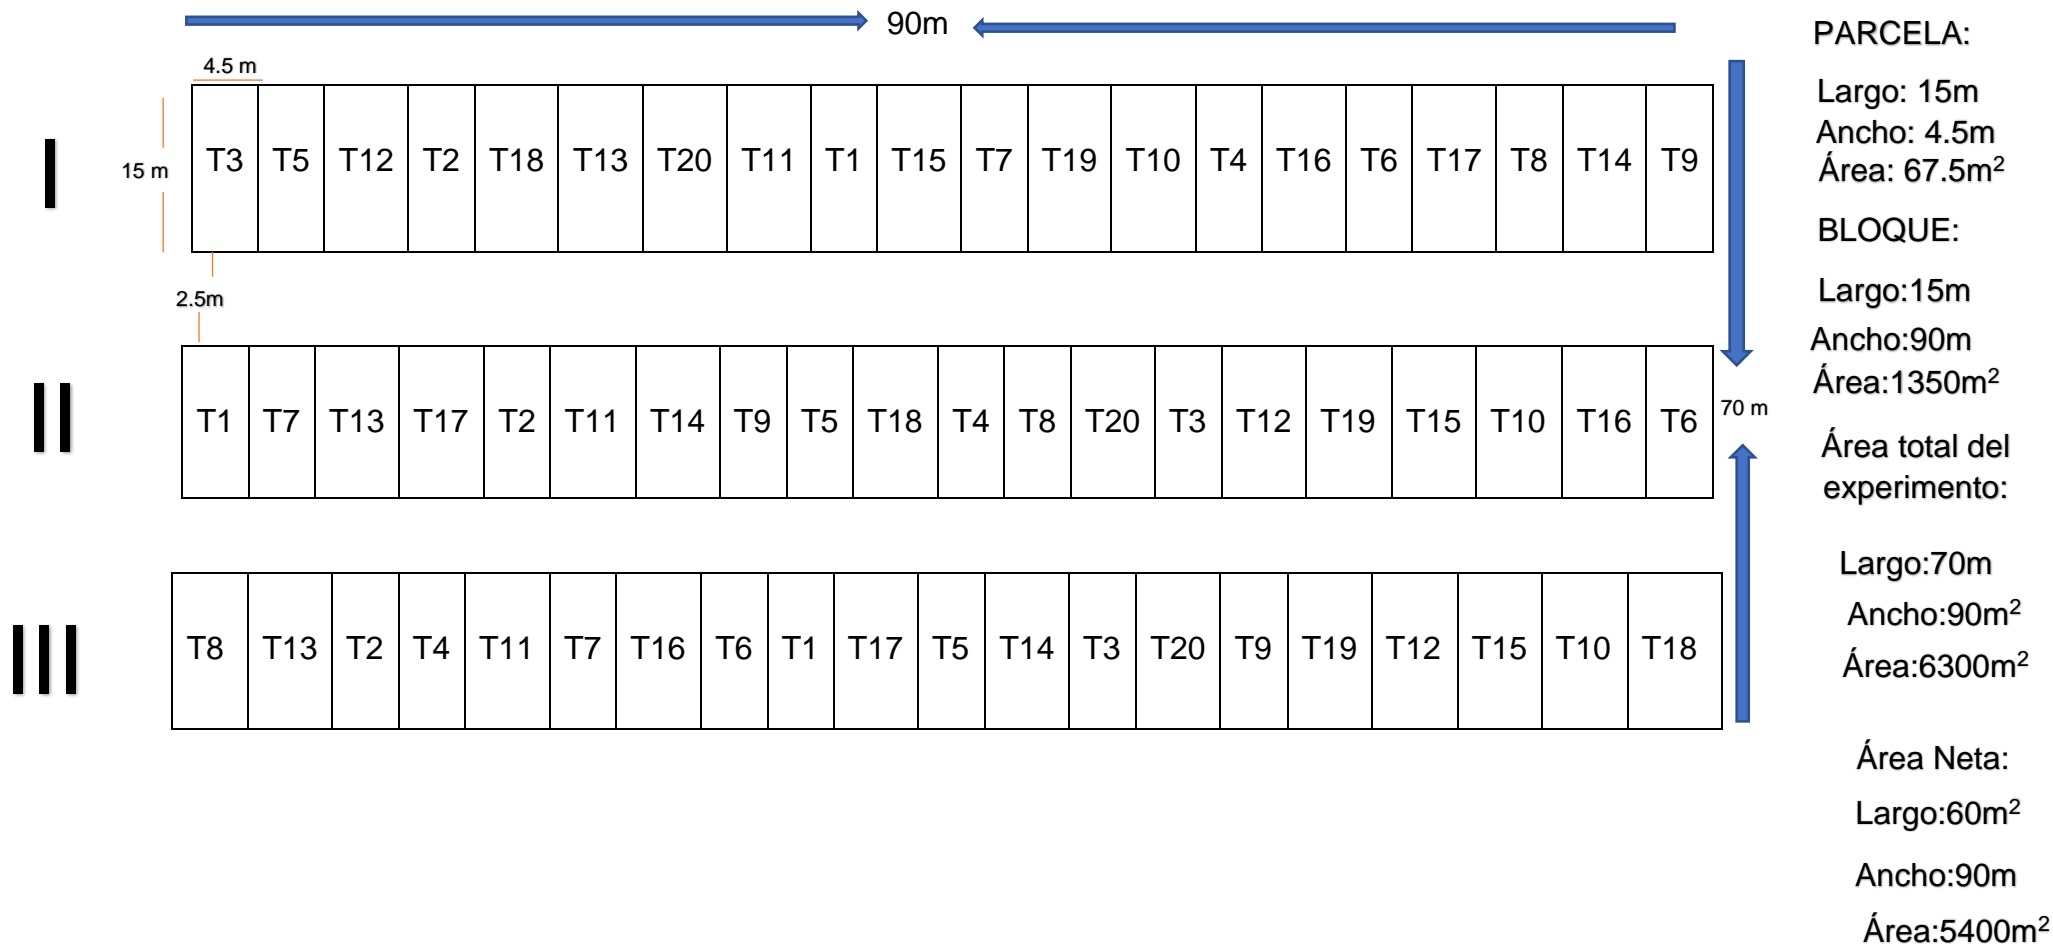 90m
4.5 m
I
15 m
T3 T5 T12 T2 T18 T13 T20 T11 T1 T15 T7 T19 T10 T4 T16 T6 T17 T8 T14 T9
2.5m
II
T1 T7 T13 T17 T2 T11 T14 T9 T5 T18 T4 T8 T20 T3 T12 T19 T15 T10 T16 T6
70 m
III
T8 T13 T2 T4 T11 T7 T16 T6 T1 T17 T5 T14 T3 T20 T9 T19 T12 T15 T10 T18
PARCELA:
Largo: 15m
Ancho: 4.5m
Área: 67.5m²
BLOQUE:
Largo:15m
Ancho:90m
Área:1350m²
Área total del
experimento:
Largo:70m
Ancho:90m²
Área:6300m²
Área Neta:
Largo:60m²
Ancho:90m
Área:5400m²